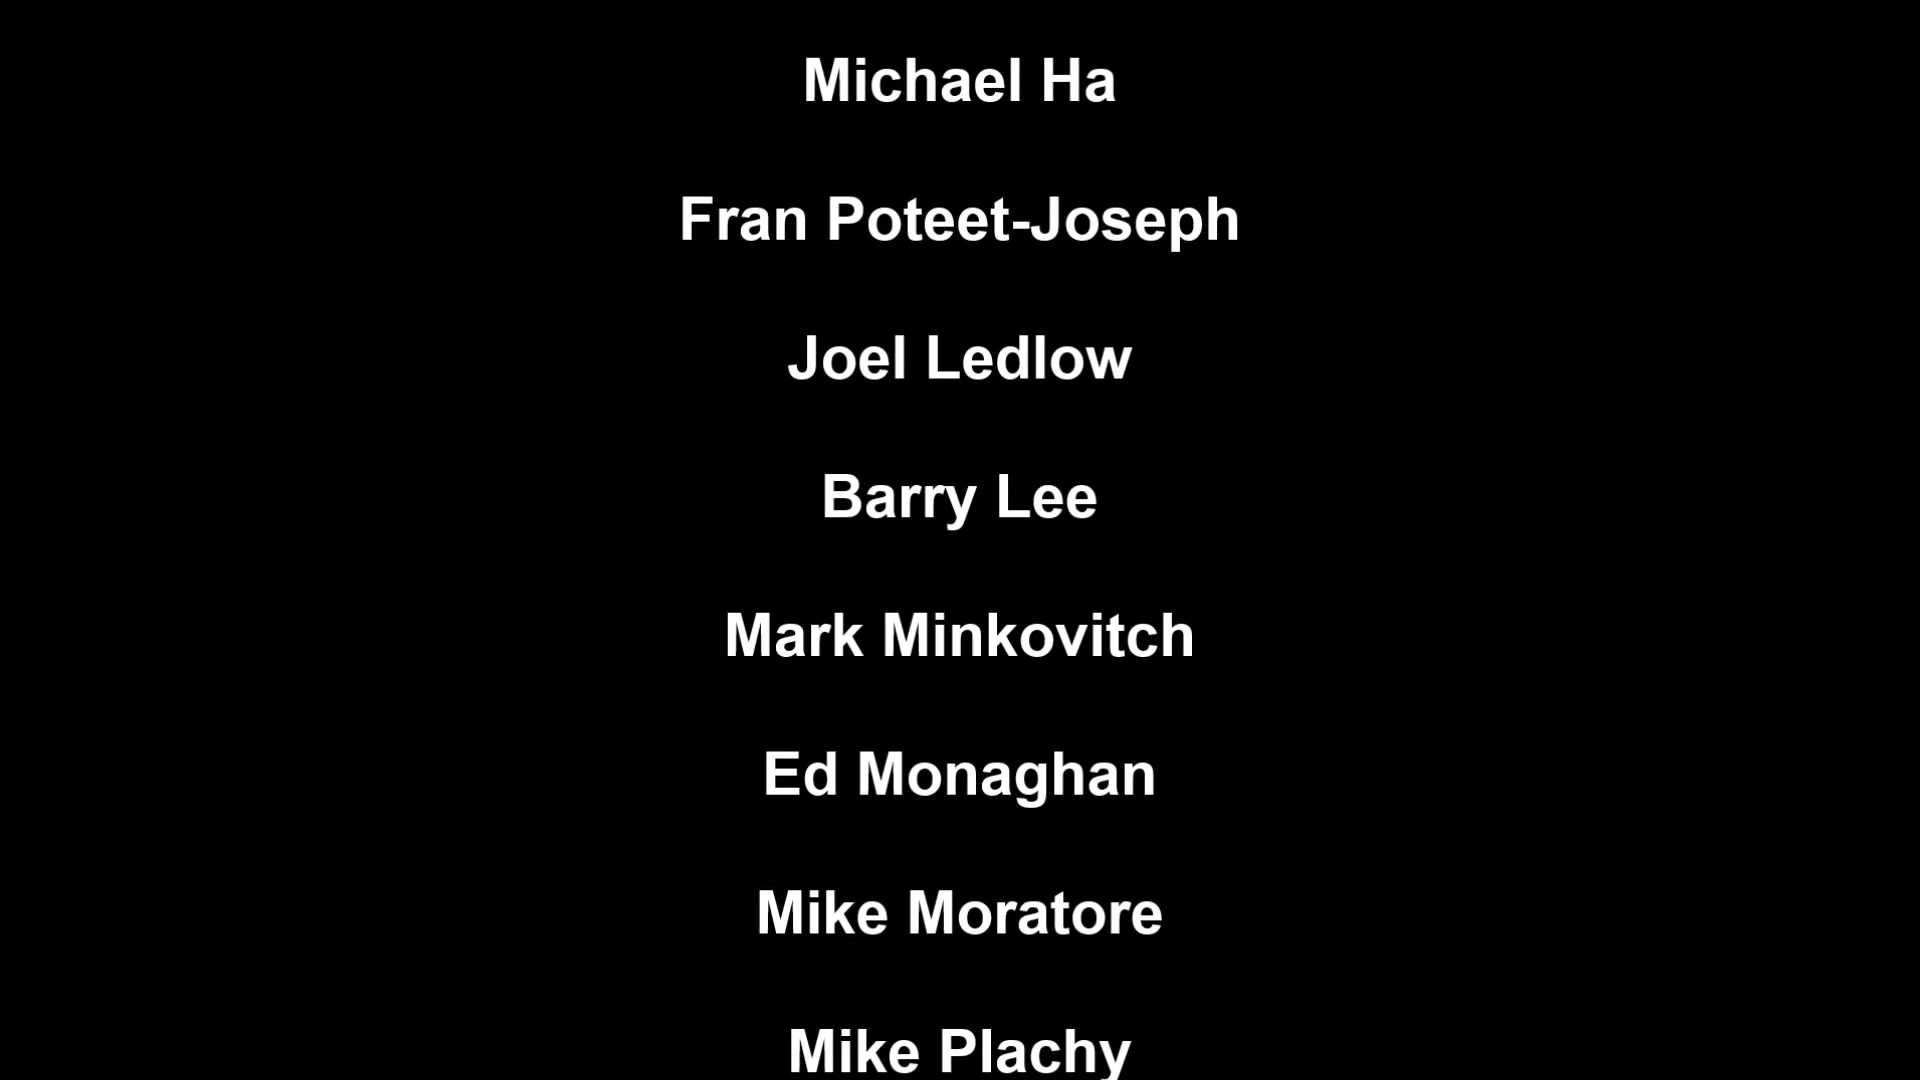 Michael Ha
Fran Poteet-Joseph
Joel Ledlow
Barry Lee
Mark Minkovitch
Ed Monaghan
Mike Moratore
Mike Plachy